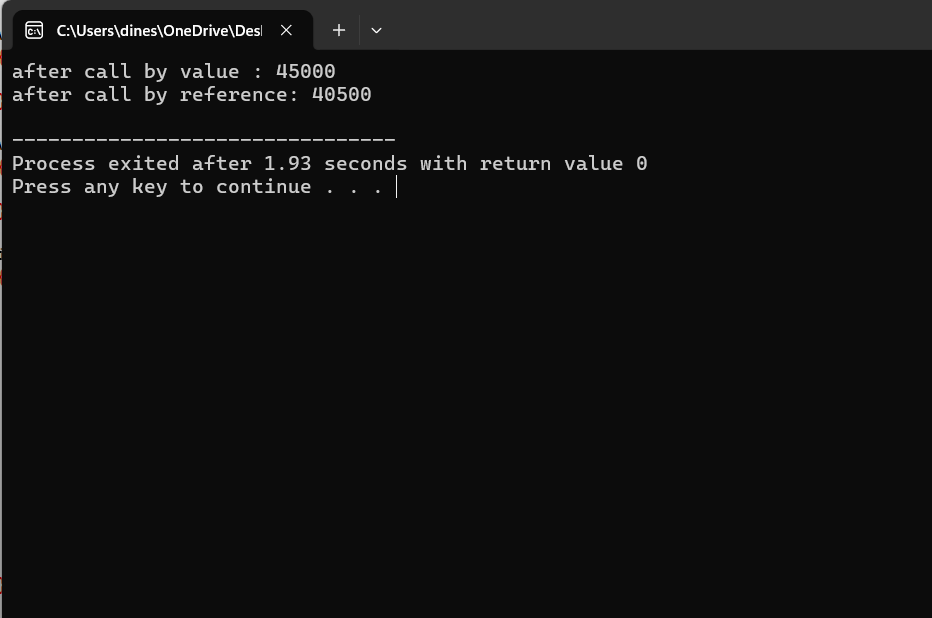 C:\Users\dines\OneDrive\Des
after call by value : 45000
after call by reference: 40500
--------------------------------
Process exited after 1.93 seconds with return value 0
Press any key to continue . . .